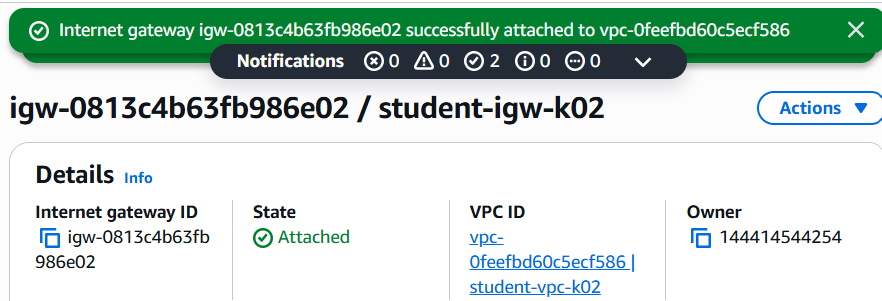 Internet gateway igw-0813c4b63fb986e02 successfully attached to vpc-0feefbd60c5ecf586
Notifications 0 0 2 0 0
igw-0813c4b63fb986e02 / student-igw-k02
Actions
Details Info
Internet gateway ID
igw-0813c4b63fb
986e02
State
Attached
VPC ID
vpc-
0feefbd60c5ecf586 |
student-vpc-k02
Owner
144414544254